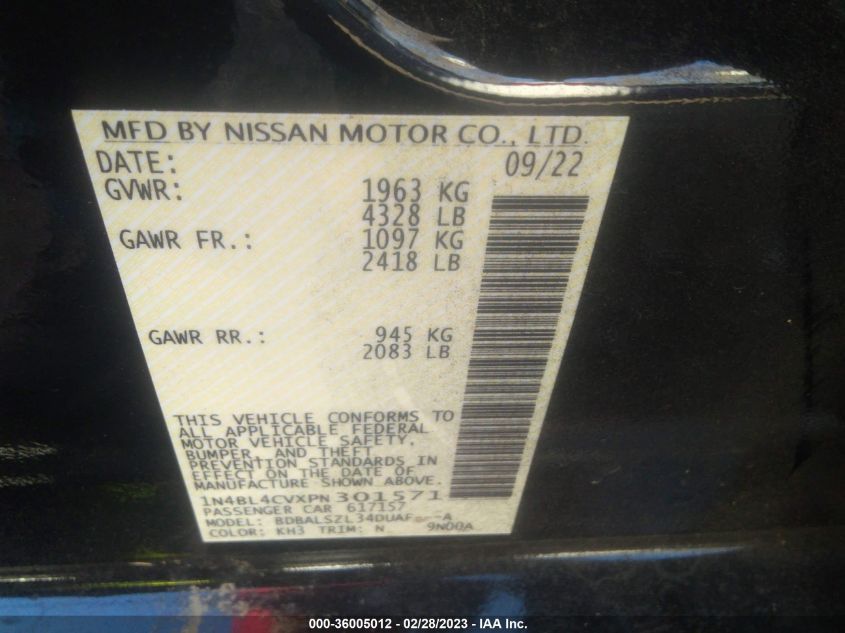 MFD BY NISSAN MOTOR CO., LTD.
DATE: 09/22
GVWR: 1963 KG
4328 LB
GAWR FR.: 1097 KG
2418 LB
GAWR RR.: 945 KG
2083 LB
THIS VEHICLE CONFORMS TO
ALL APPLICABLE FEDERAL
MOTOR VEHICLE SAFETY,
BUMPER, AND THEFT
PREVENTION STANDARDS IN
EFFECT ON THE DATE OF
MANUFACTURE SHOWN ABOVE.
1N4BL4CVXPN301571
PASSENGER CAR 617157
MODEL: BDBALSZL34DUAF---A
COLOR: KH3 TRIM: N 9N00A
000-36005012 | 02/28/2023 - IAA Inc.